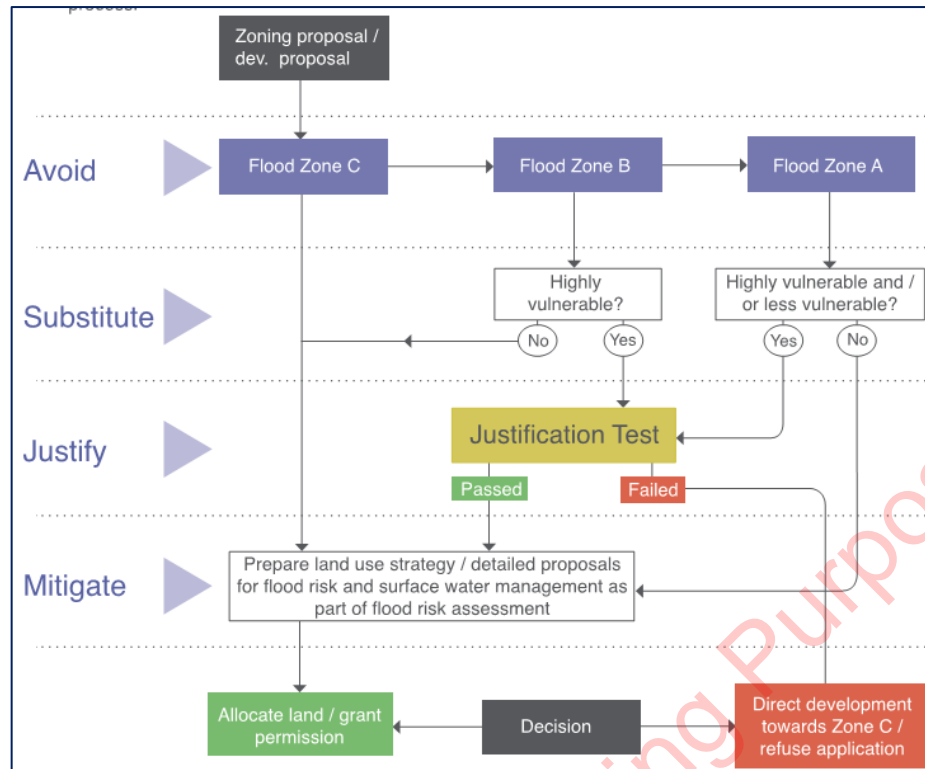 Zoning proposal /
dev. proposal
Avoid
Flood Zone C
Flood Zone B
Flood Zone A
Substitute
Highly
vulnerable?
Highly vulnerable and /
or less vulnerable?
No
Yes
Yes
No
Justify
Justification Test
Passed
Failed
Mitigate
Prepare land use strategy / detailed proposals
for flood risk and surface water management as
part of flood risk assessment
Allocate land / grant
permission
Decision
Direct development
towards Zone C /
refuse application